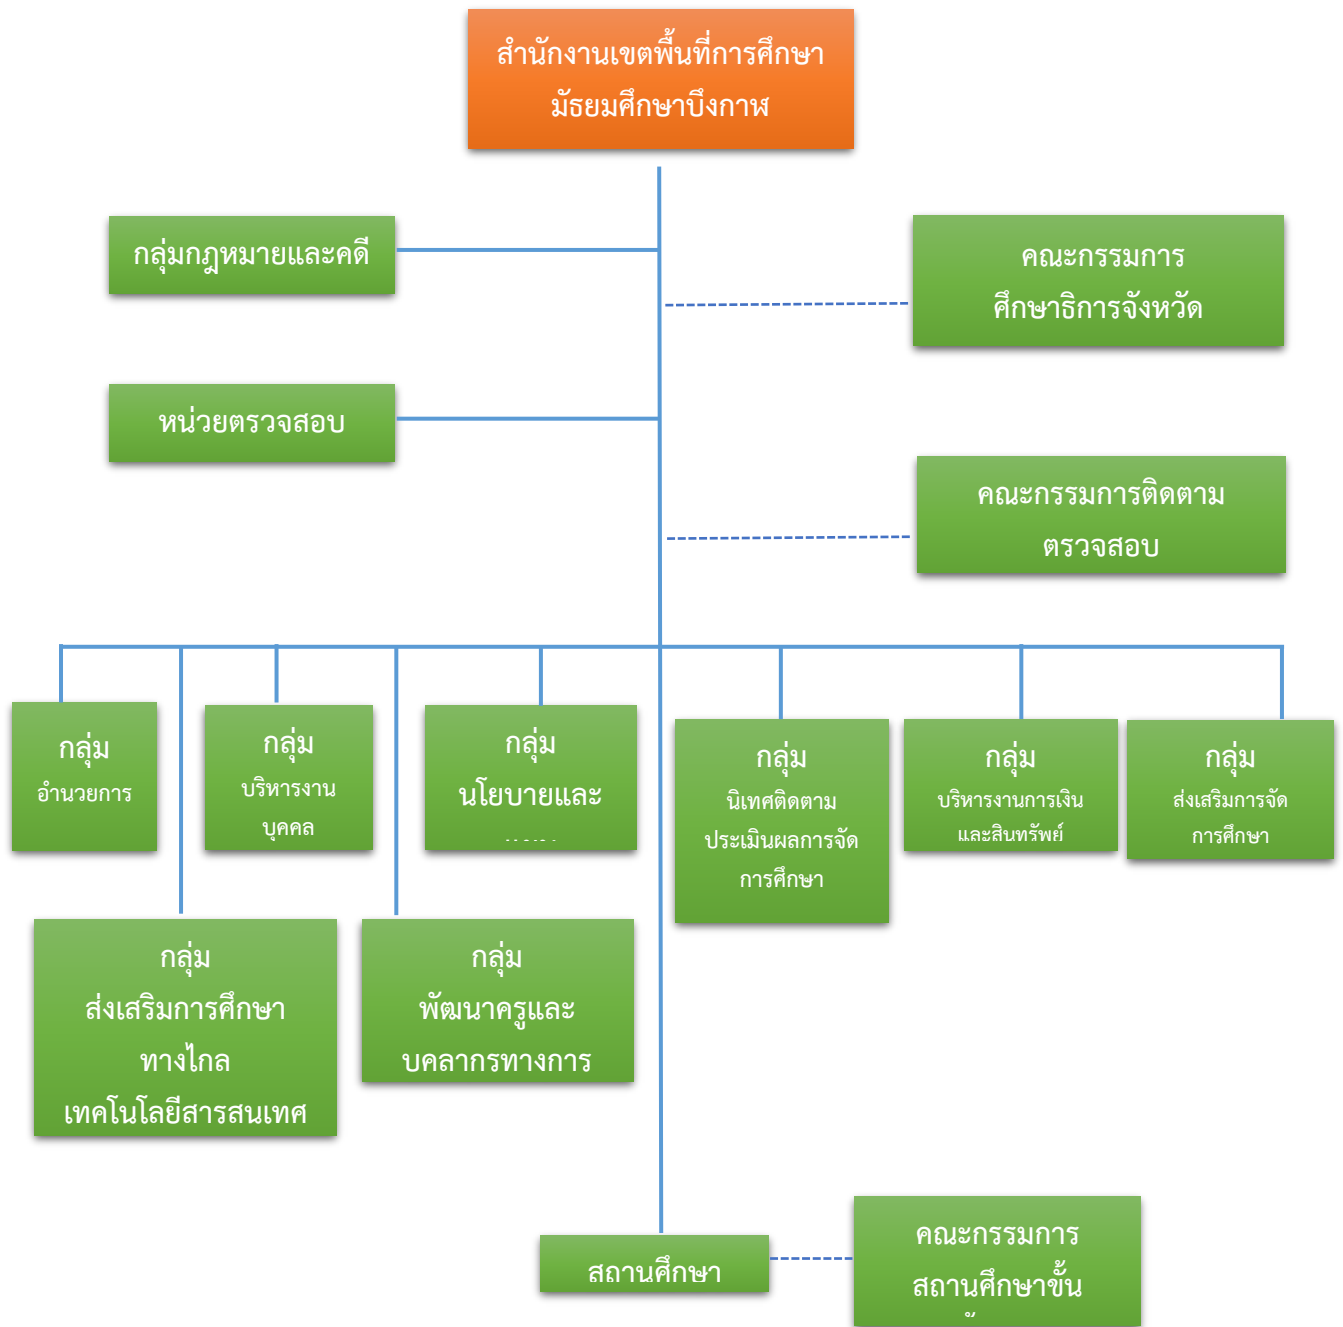 สำนักงานเขตพื้นที่การศึกษา
มัธยมศึกษาบึงกาฬ
กลุ่มกฎหมายและคดี
คณะกรรมการ
ศึกษาธิการจังหวัด
หน่วยตรวจสอบ
คณะกรรมการติดตาม
ตรวจสอบ
กลุ่ม
อำนวยการ
กลุ่ม
บริหารงาน
บุคคล
กลุ่ม
นโยบายและ
กลุ่ม
นิเทศติดตาม
ประเมินผลการจัด
การศึกษา
กลุ่ม
บริหารงานการเงิน
และสินทรัพย์
กลุ่ม
ส่งเสริมการจัด
การศึกษา
กลุ่ม
ส่งเสริมการศึกษา
ทางไกล
เทคโนโลยีสารสนเทศ
กลุ่ม
พัฒนาครูและ
บคลากรทางการ
สถานศึกษา
คณะกรรมการ
สถานศึกษาขั้น